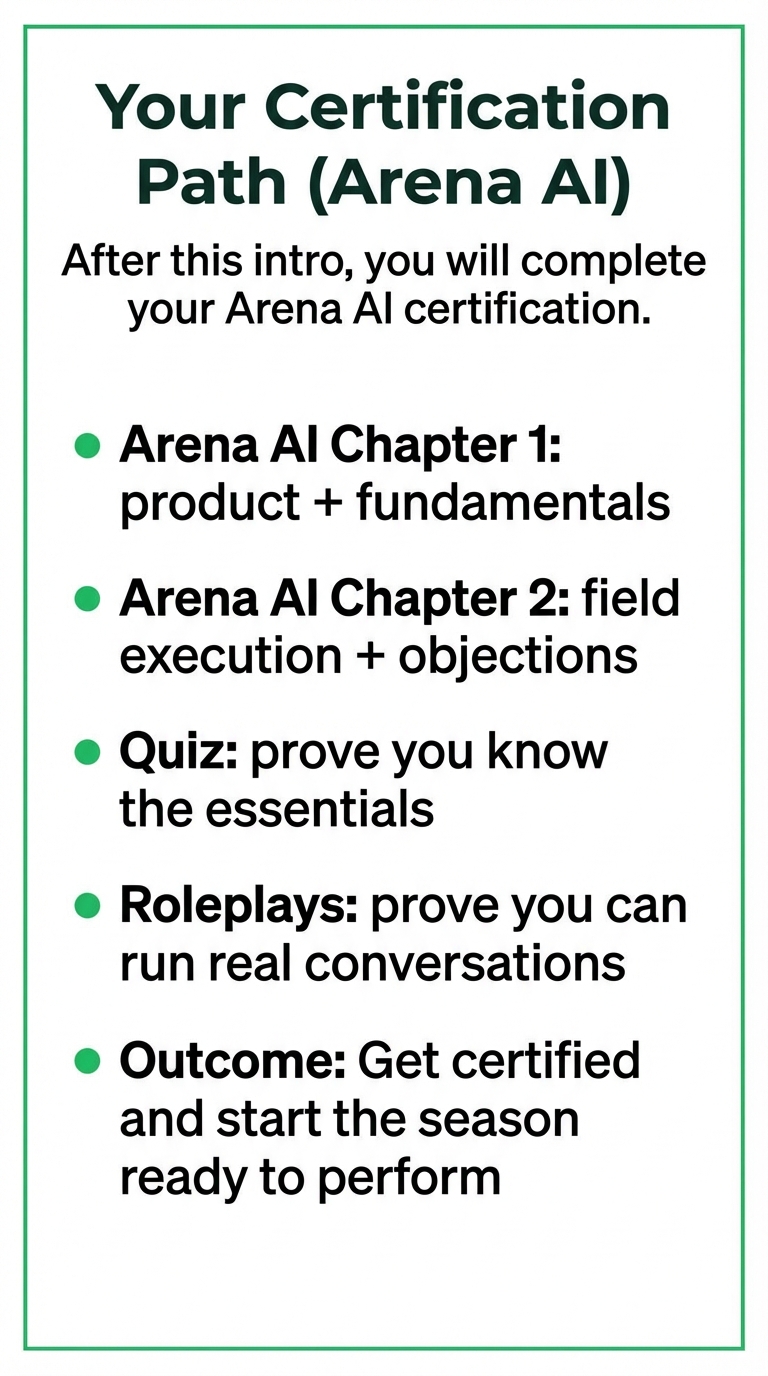 Your Certification
Path (Arena AI)
After this intro, you will complete
your Arena AI certification.
Arena AI Chapter 1:
product + fundamentals
Arena AI Chapter 2: field
execution + objections
Quiz: prove you know
the essentials
Roleplays: prove you can
run real conversations
Outcome: Get certified
and start the season
ready to perform